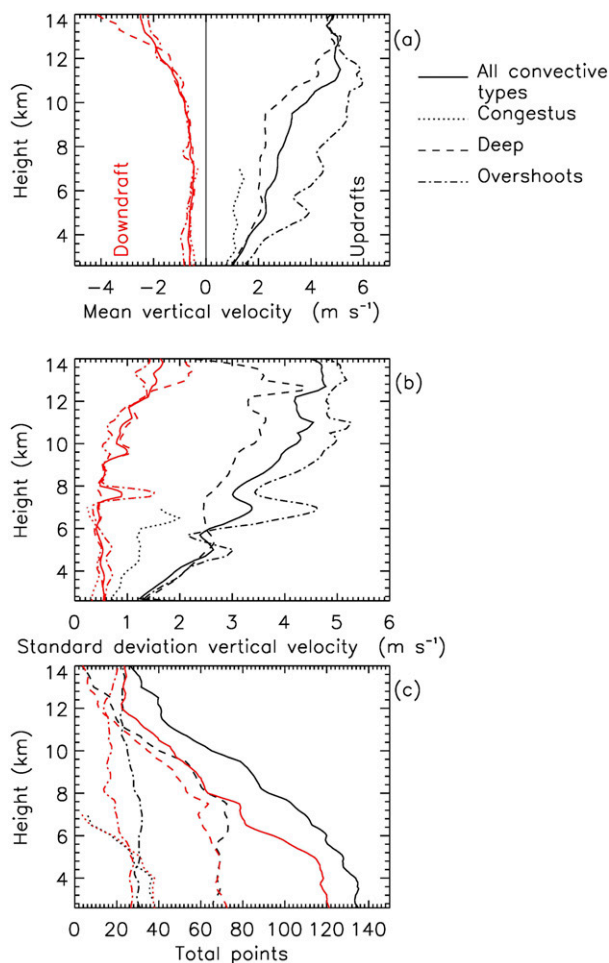 14
12
10
8
6
4
Height (km)
Downdraft
Updrafts
(a)
−4 −2 0 2 4 6
Mean vertical velocity (m s⁻¹)
All convective
types
Congestus
Deep
Overshoots
14
12
10
8
6
4
Height (km)
(b)
0 1 2 3 4 5 6
Standard deviation vertical velocity (m s⁻¹)
14
12
10
8
6
4
Height (km)
(c)
0 20 40 60 80 100 120 140
Total points